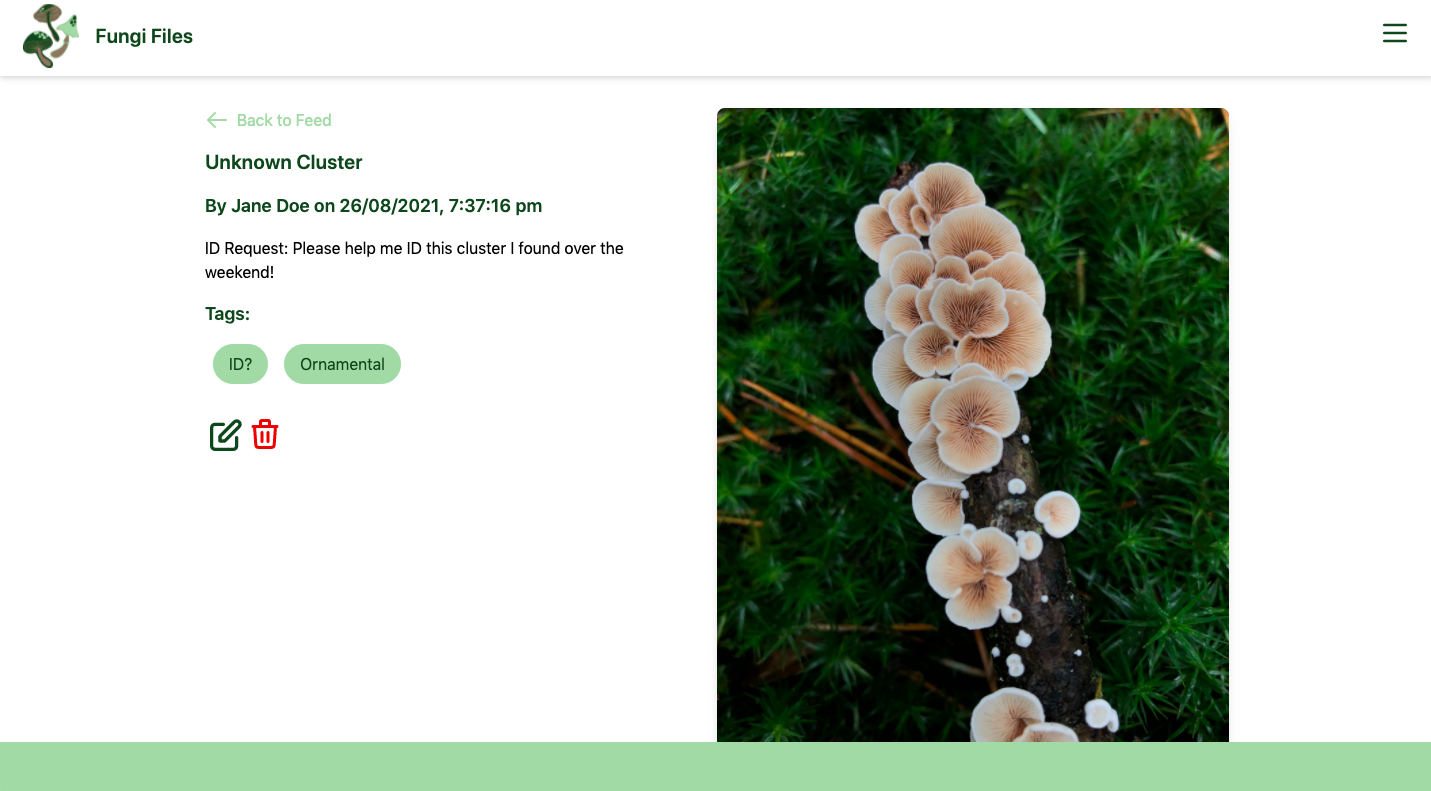 Fungi Files
Back to Feed
Unknown Cluster
By Jane Doe on 26/08/2021, 7:37:16 pm
ID Request: Please help me ID this cluster I found over the
weekend!
Tags:
ID? Ornamental